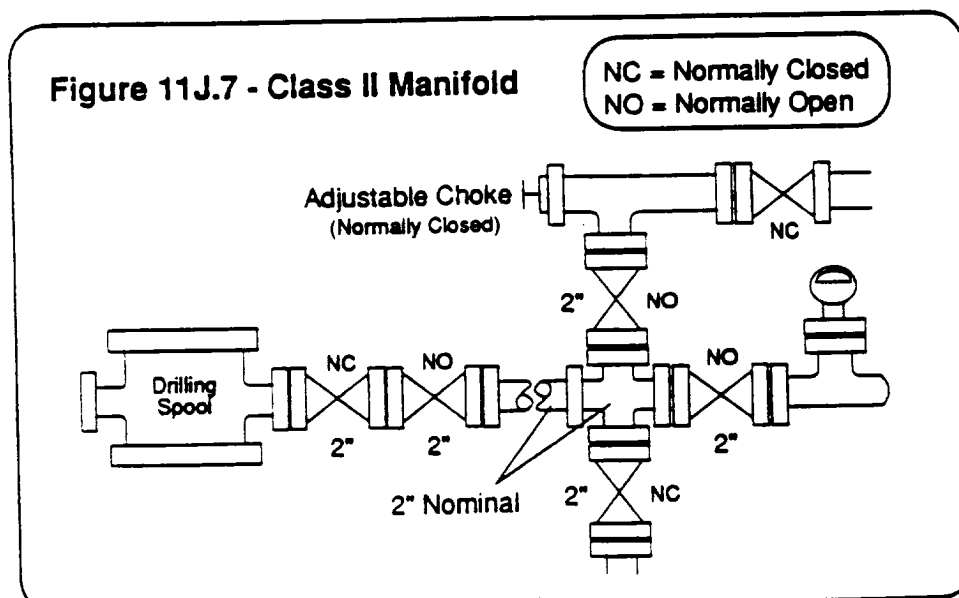 Figure 11J.7 - Class II Manifold
NC = Normally Closed
NO = Normally Open
Adjustable Choke
(Normally Closed)
NC
2"
NO
NC
NO
NO
Drilling
Spool
2"
2"
2"
2" Nominal
2"
NC